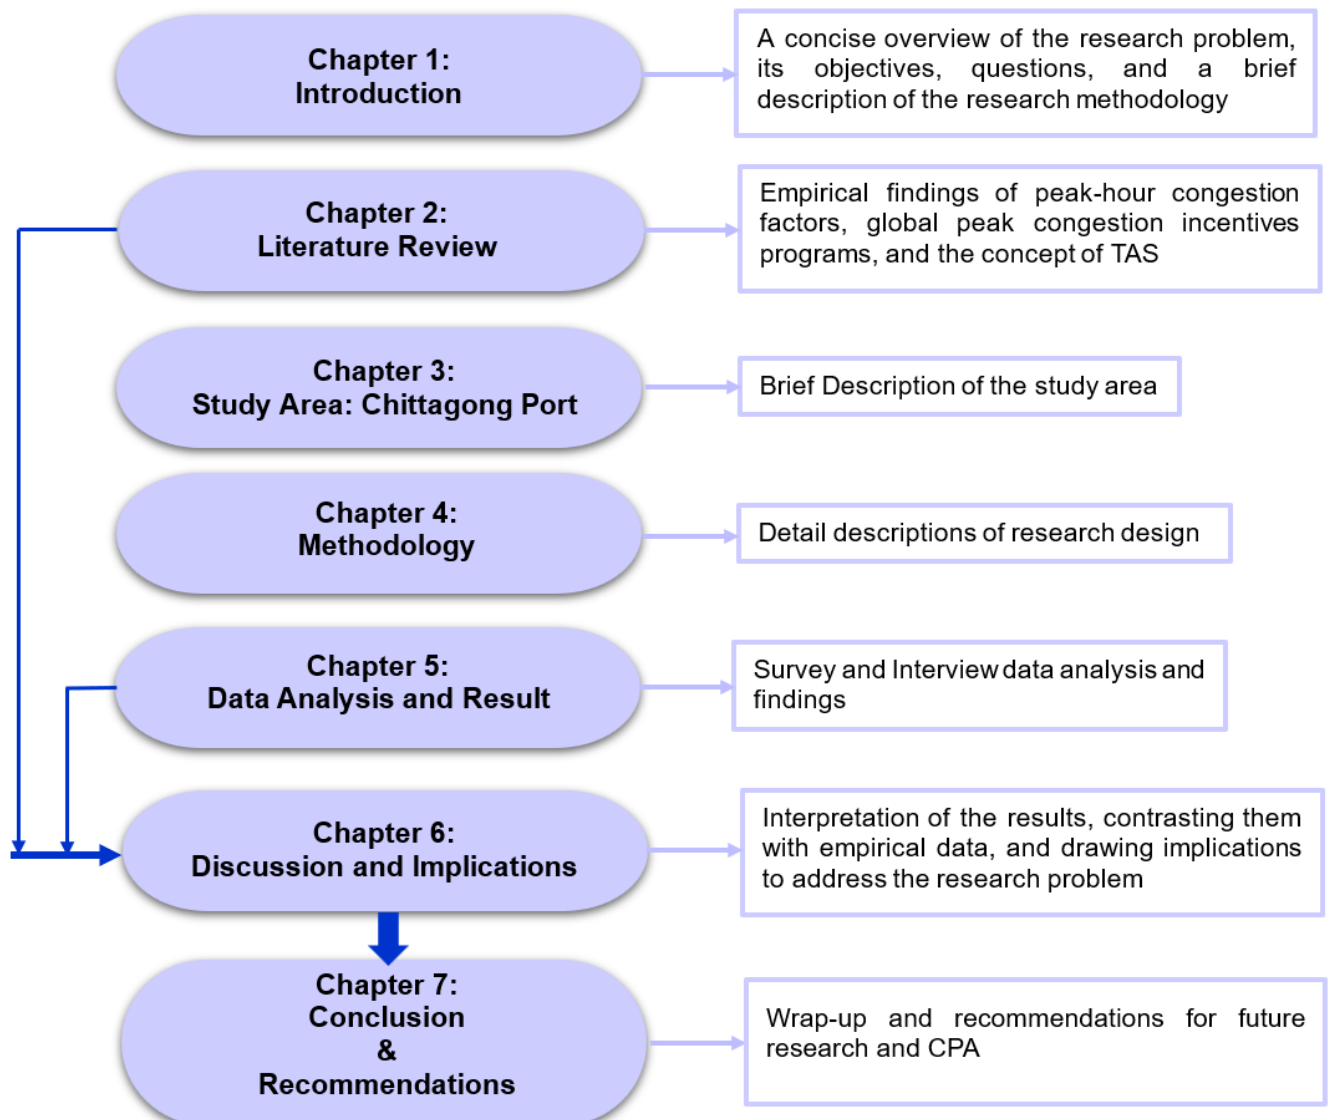 Chapter 1:
Introduction
A concise overview of the research problem,
its objectives, questions, and a brief
description of the research methodology
Chapter 2:
Literature Review
Empirical findings of peak-hour congestion
factors, global peak congestion incentives
programs, and the concept of TAS
Chapter 3:
Study Area: Chittagong Port
Brief Description of the study area
Chapter 4:
Methodology
Detail descriptions of research design
Chapter 5:
Data Analysis and Result
Survey and Interview data analysis and
findings
Chapter 6:
Discussion and Implications
Interpretation of the results, contrasting them
with empirical data, and drawing implications
to address the research problem
Chapter 7:
Conclusion
&
Recommendations
Wrap-up and recommendations for future
research and CPA